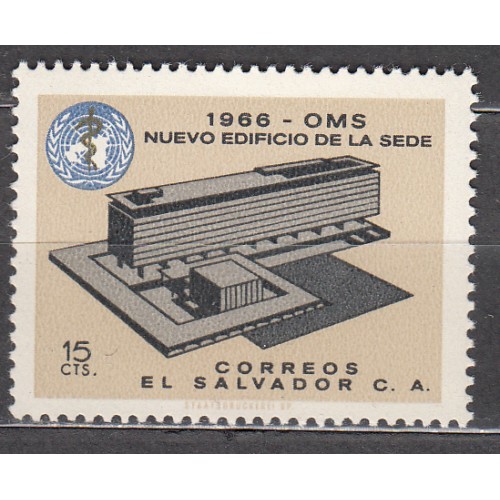 1966 - OMS
NUEVO EDIFICIO DE LA SEDE
15
CTS.
CORREOS
EL SALVADOR C. A.